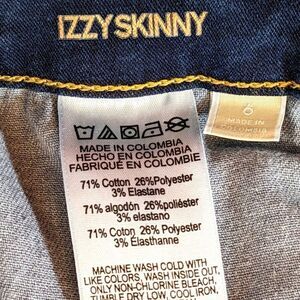 IZZYSKINNY
6
MADE IN
COLOMBIA
MADE IN COLOMBIA
HECHO EN COLOMBIA
FABRIQUÉ EN COLOMBIE
71% Cotton 26%Polyester
3% Elastane
71% algodón 26%poliéster
3% elastano
71% Coton 26% Polyester
3% Élasthanne
MACHINE WASH COLD WITH
LIKE COLORS, WASH INSIDE OUT,
ONLY NON-CHLORINE BLEACH,
TUMBLE DRY LOW, COOL IRON,